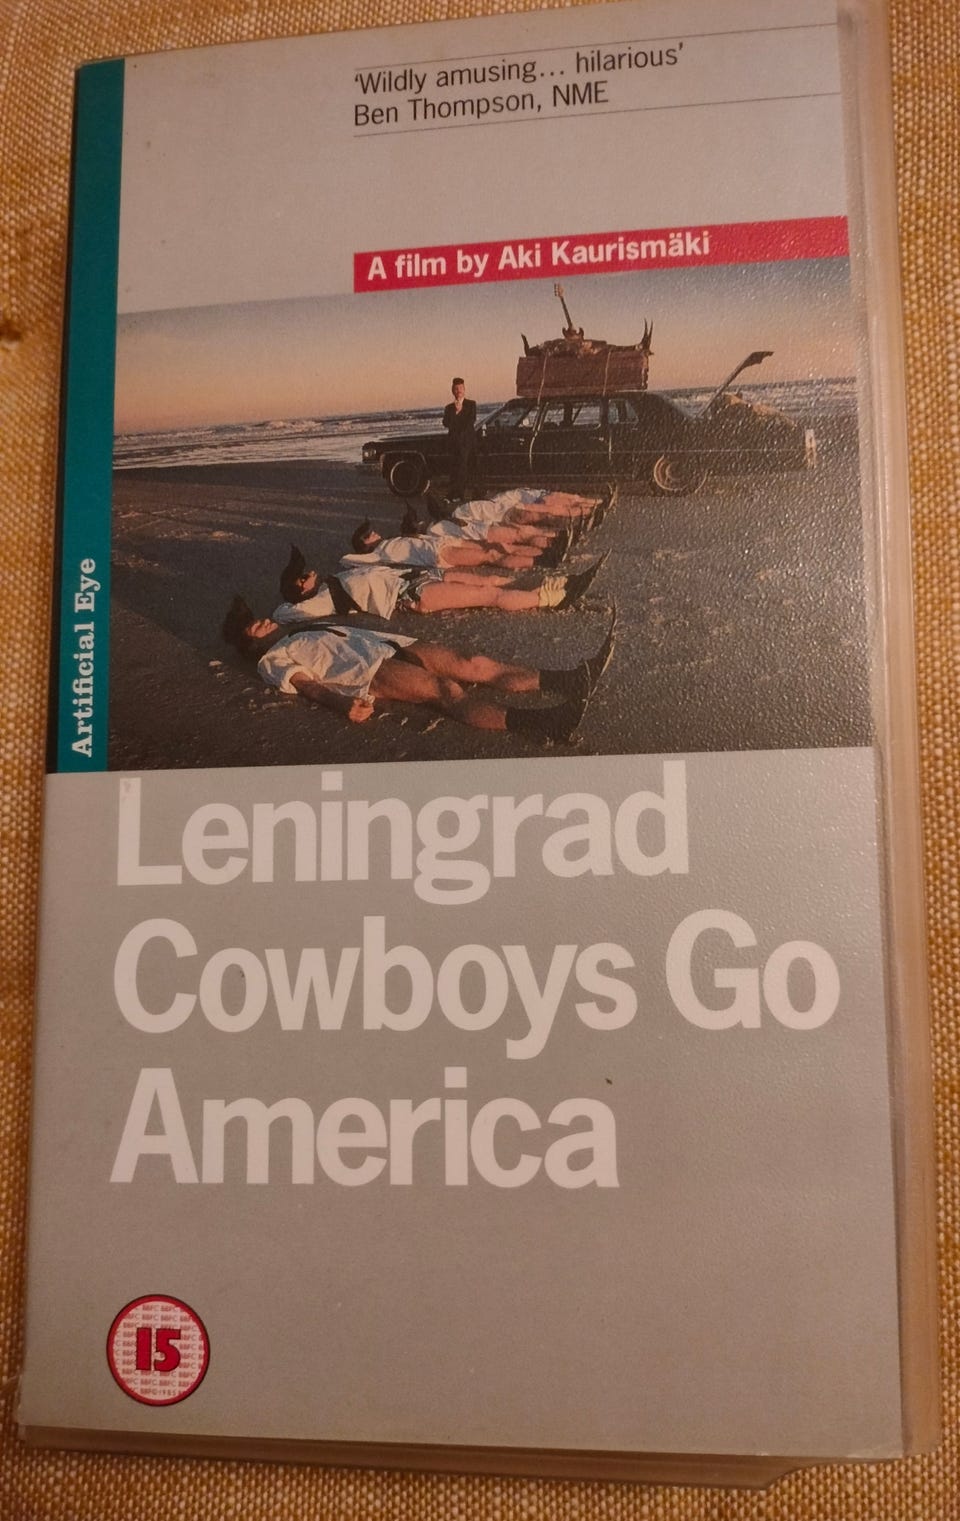 'Wildly amusing... hilarious'
Ben Thompson, NME
A film by Aki Kaurismäki
Artificial Eye
Leningrad
Cowboys Go
America
15